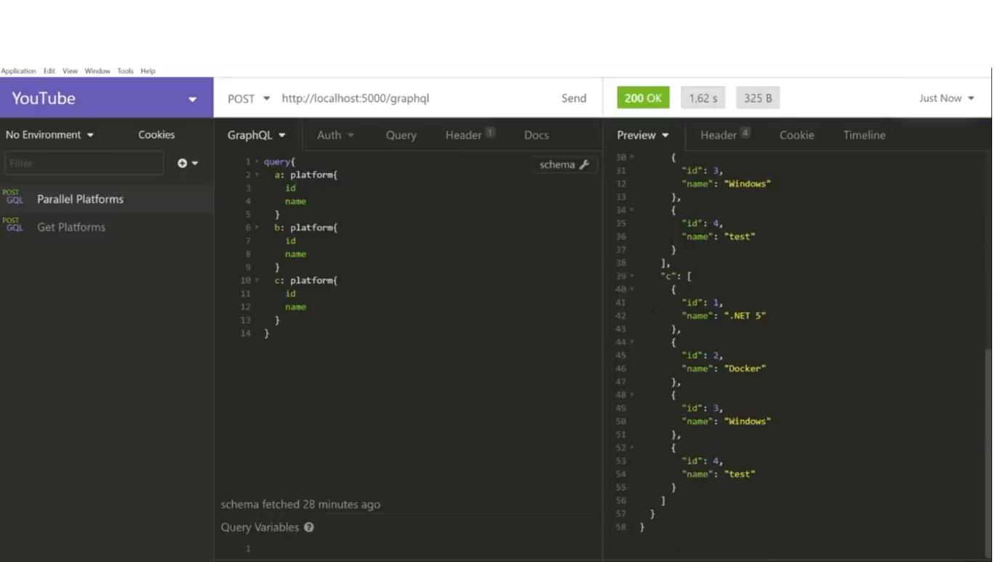 Application Edit View Window Tools Help
YouTube
POST http://localhost:5000/graphql Send
200 OK 1.62 s 325 B Just Now
No Environment Cookies
GraphQL Auth Query Header 1 Docs
Preview Header 4 Cookie Timeline
Filter
POST GQL Parallel Platforms
POST GQL Get Platforms
schema
1 query{
2 a: platform{
3 id
4 name
5 }
6 b: platform{
7 id
8 name
9 }
10 c: platform{
11 id
12 name
13 }
14 }
schema fetched 28 minutes ago
Query Variables ?
1
30 {
31 "id": 3,
32 "name": "Windows"
33 },
34 {
35 "id": 4,
36 "name": "test"
37 }
38 ],
39 "c": [
40 {
41 "id": 1,
42 "name": ".NET 5"
43 },
44 {
45 "id": 2,
46 "name": "Docker"
47 },
48 {
49 "id": 3,
50 "name": "Windows"
51 },
52 {
53 "id": 4,
54 "name": "test"
55 }
56 ]
57 }
58 }